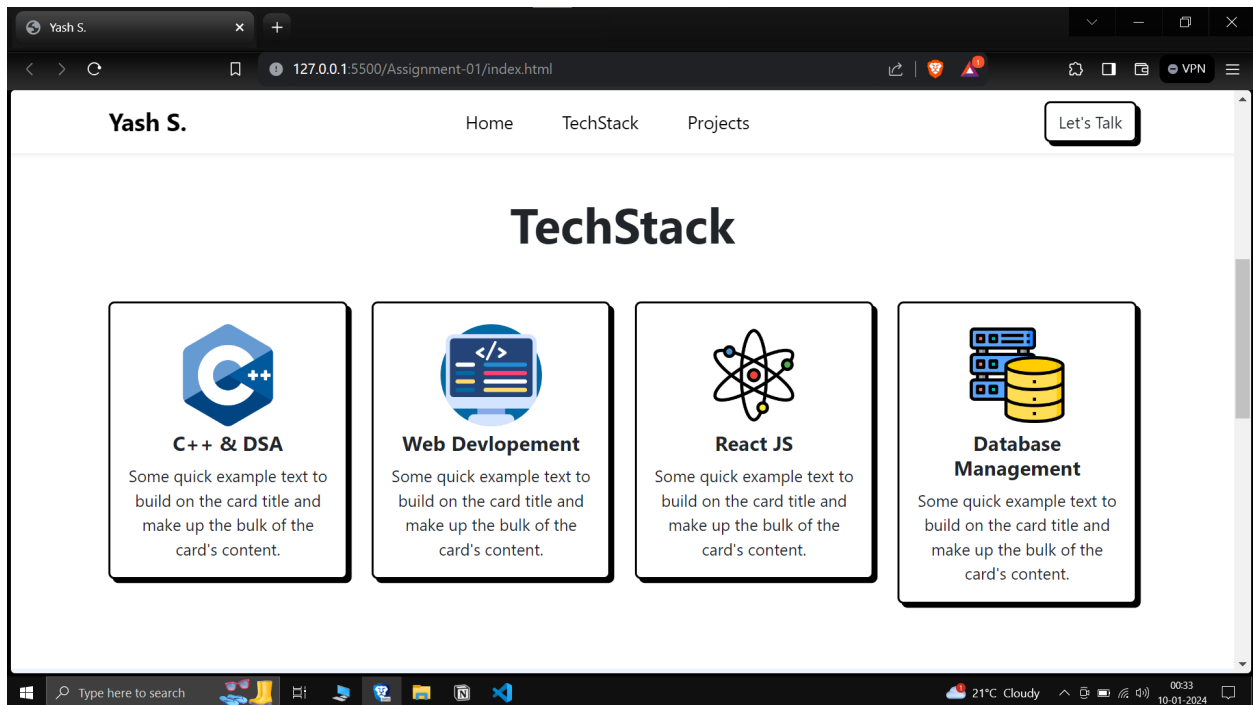 Yash S.
127.0.0.1:5500/Assignment-01/index.html
1
VPN
Yash S.
Home
TechStack
Projects
Let's Talk
TechStack
C++
C++ & DSA
Some quick example text to
build on the card title and
make up the bulk of the
card's content.
</>
Web Devlopement
Some quick example text to
build on the card title and
make up the bulk of the
card's content.
React JS
Some quick example text to
build on the card title and
make up the bulk of the
card's content.
Database
Management
Some quick example text to
build on the card title and
make up the bulk of the
card's content.
Type here to search
21°C Cloudy
00:33
10-01-2024